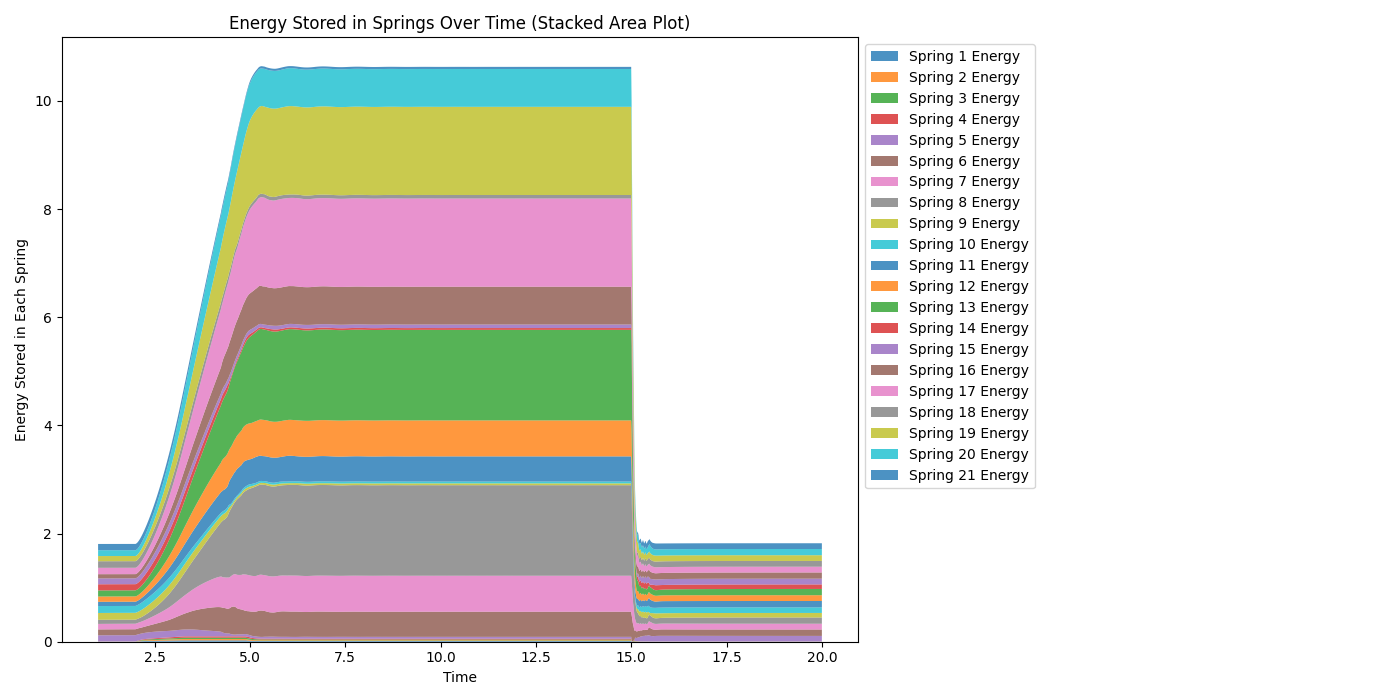 Energy Stored in Springs Over Time (Stacked Area Plot)
Energy Stored in Each Spring
10
8
6
4
2
0
2.5 5.0 7.5 10.0 12.5 15.0 17.5 20.0
Time
Spring 1 Energy
Spring 2 Energy
Spring 3 Energy
Spring 4 Energy
Spring 5 Energy
Spring 6 Energy
Spring 7 Energy
Spring 8 Energy
Spring 9 Energy
Spring 10 Energy
Spring 11 Energy
Spring 12 Energy
Spring 13 Energy
Spring 14 Energy
Spring 15 Energy
Spring 16 Energy
Spring 17 Energy
Spring 18 Energy
Spring 19 Energy
Spring 20 Energy
Spring 21 Energy